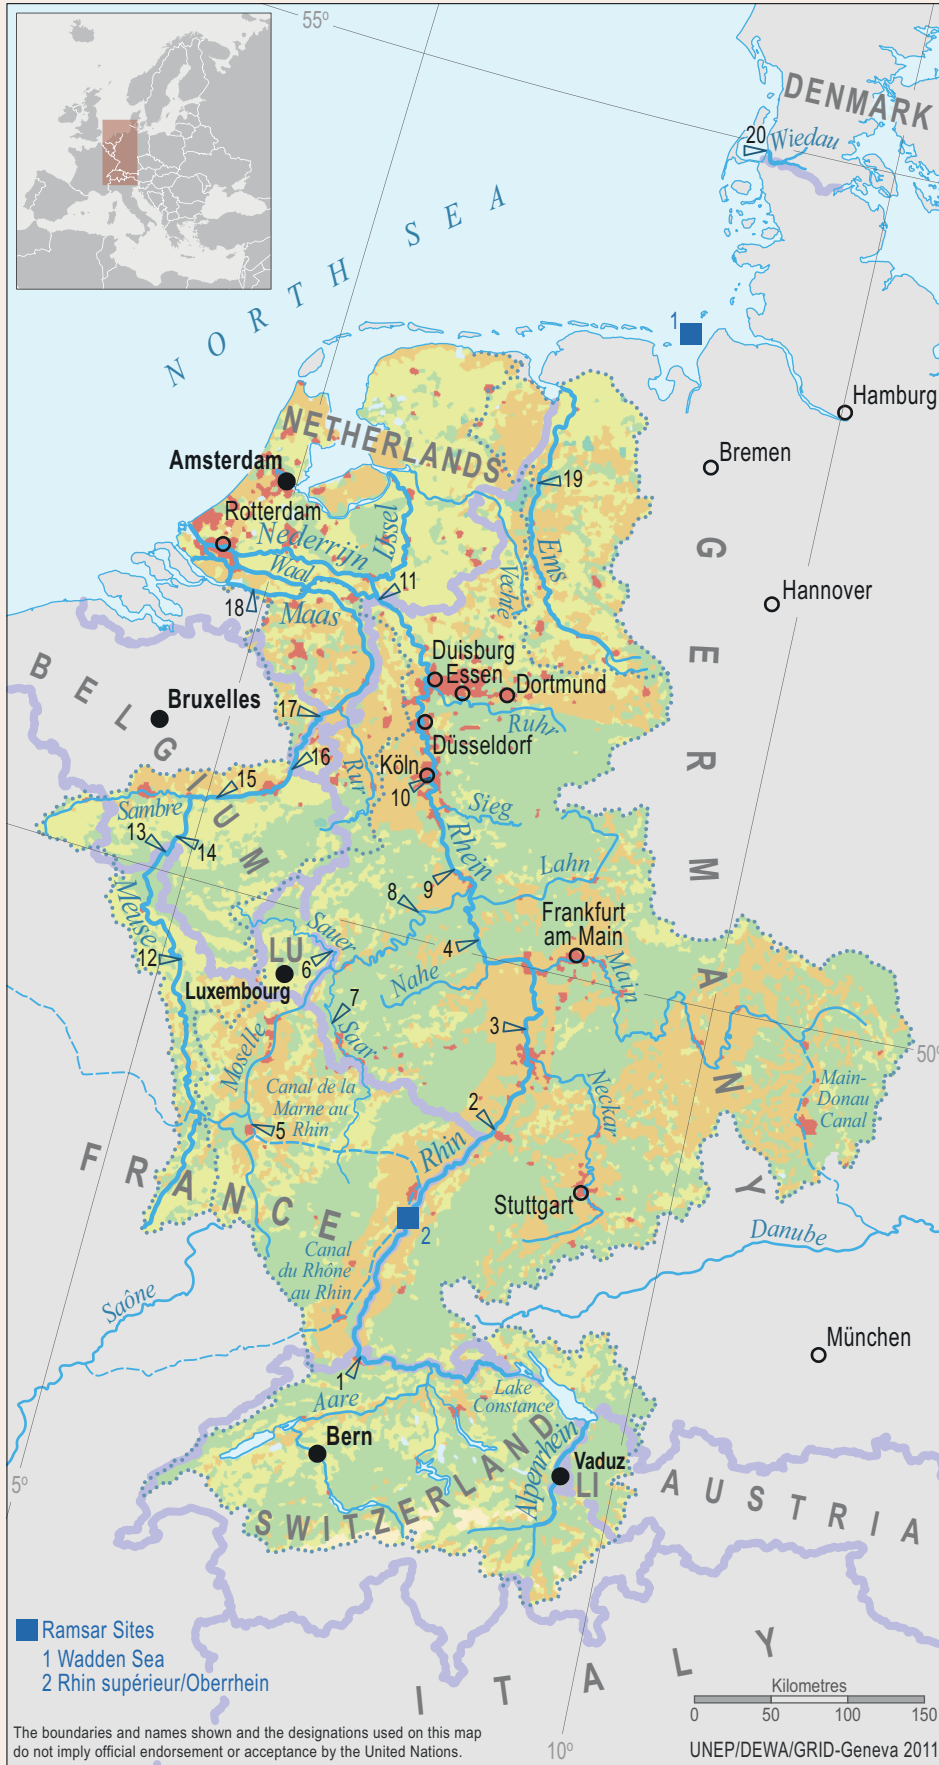 55º
DENMARK
20
Wiedau
NORTH SEA
1
Hamburg
NETHERLANDS
Bremen
Amsterdam
19
Rotterdam
Nederrijn
IJssel
Ems
Vechte
Waal
11
Hannover
18
Maas
GERMANY
BELGIUM
Duisburg
Essen
Dortmund
Bruxelles
17
Ruhr
Düsseldorf
16
Köln
Rur
15
10
Sambre
Sieg
13
14
Rhein
Lahn
9
8
Meuse
Frankfurt
am Main
Sauer
4
12
LU
6
Main
Luxembourg
Nahe
7
3
Saar
Moselle
50º
Neckar
Main-
Donau
Canal
Canal de la
Marne au
Rhin
2
5
Rhin
FRANCE
Stuttgart
2
Danube
Canal
du Rhône
au Rhin
Saône
München
1
Aare
Lake
Constance
Bern
Vaduz
LI
Alpenrhein
5º
SWITZERLAND
AUSTRIA
Ramsar Sites
1 Wadden Sea
2 Rhin supérieur/Oberrhein
ITALY
Kilometres
0 50 100 150
The boundaries and names shown and the designations used on this map
do not imply official endorsement or acceptance by the United Nations.
10º
UNEP/DEWA/GRID-Geneva 2011